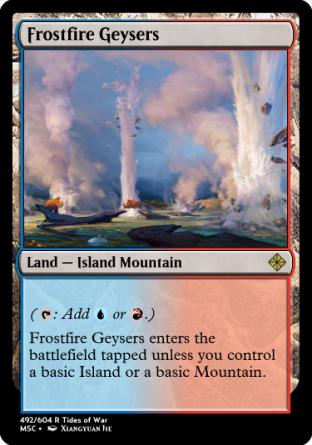 Frostfire Geysers
Land — Island Mountain
( : Add or .)
Frostfire Geysers enters the
battlefield tapped unless you control
a basic Island or a basic Mountain.
492/604 R Tides of War
MSC • Xiangyuan Jie